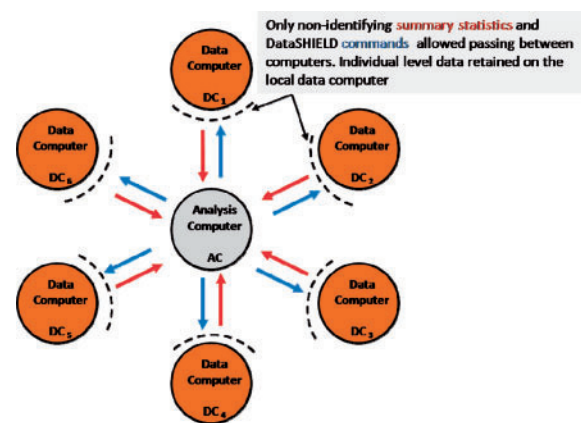 Only non-identifying summary statistics and
DataSHIELD commands allowed passing between
computers. Individual level data retained on the
local data computer
Data
Computer
DC₁
Data
Computer
DC₆
Data
Computer
DC₂
Analysis
Computer
AC
Data
Computer
DC₅
Data
Computer
DC₃
Data
Computer
DC₄